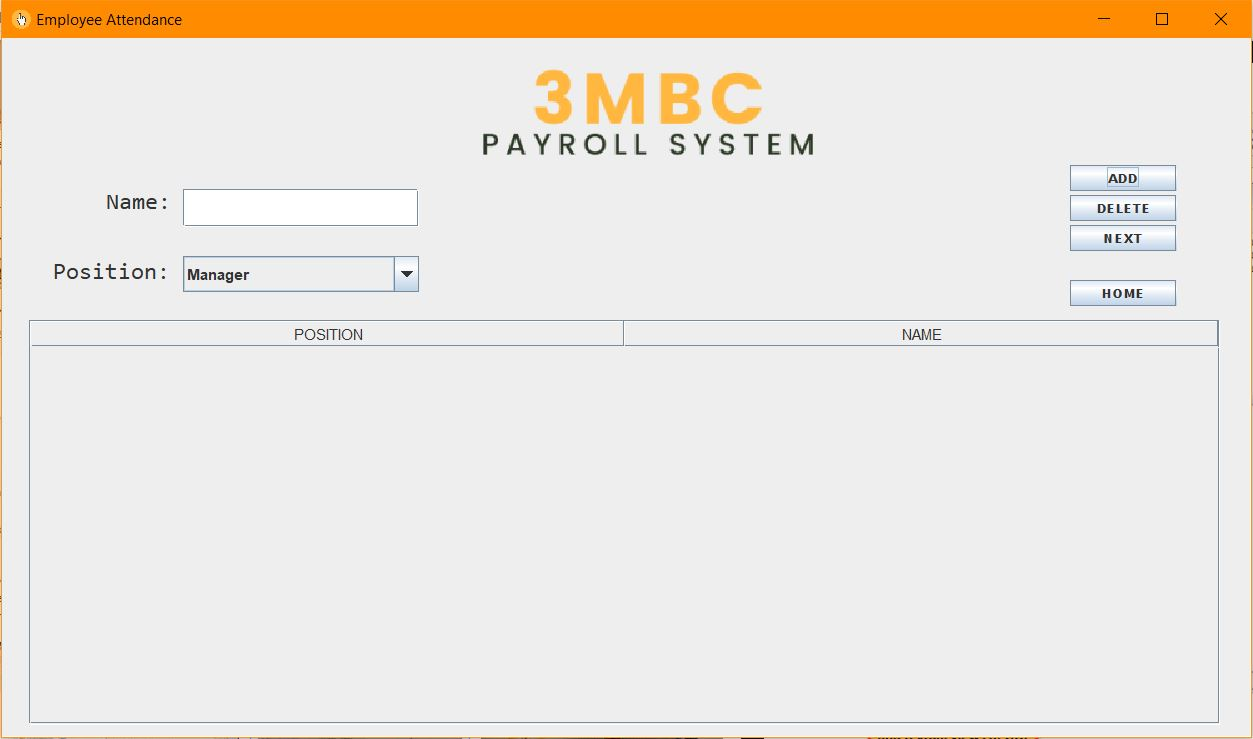 Employee Attendance
3MBC
PAYROLL SYSTEM
Name:
Position:
Manager
ADD
DELETE
NEXT
HOME
POSITION NAME